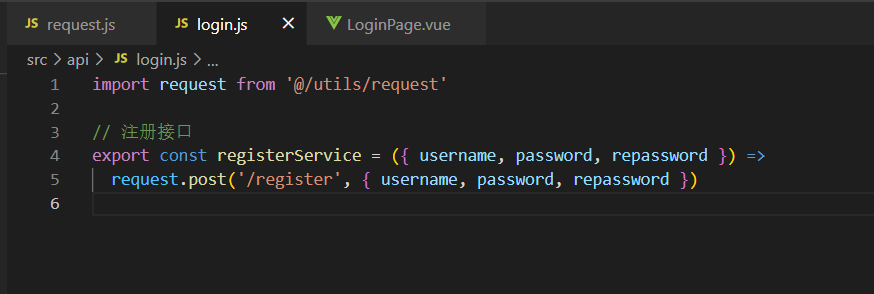 JS request.js JS login.js × LoginPage.vue
src > api > JS login.js > ...
1 import request from '@/utils/request'
2
3 // 注册接口
4 export const registerService = ({ username, password, repassword }) =>
5 request.post('/register', { username, password, repassword })
6